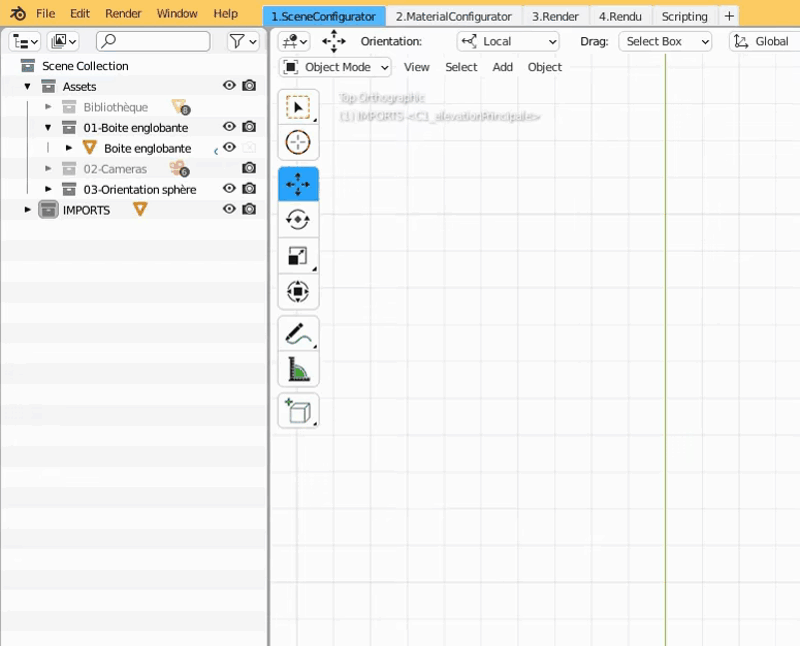 File Edit Render Window Help 1.SceneConfigurator 2.MaterialConfigurator 3.Render 4.Rendu Scripting +
Orientation: Local Drag: Select Box Global
Object Mode View Select Add Object
Scene Collection
Assets
Bibliothèque 8
01-Boite englobante
Boite englobante
02-Cameras 6
03-Orientation sphère
IMPORTS
Top Orthographic
(1) IMPORTS -<C1_elevationPrincipale>